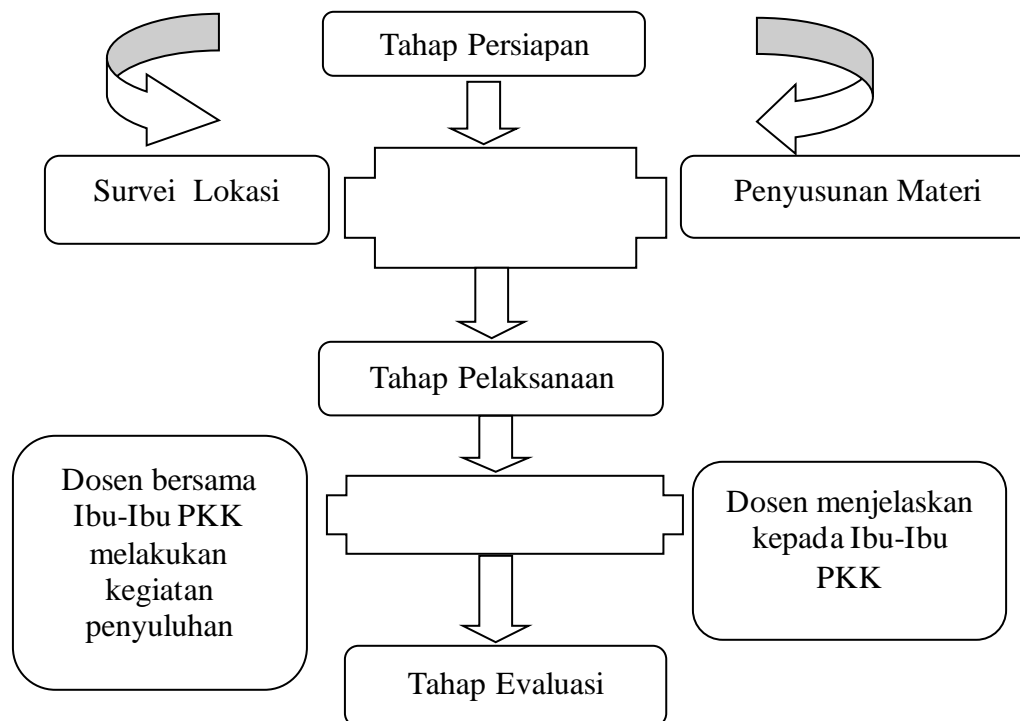 Tahap Persiapan
Survei Lokasi
Penyusunan Materi
Tahap Pelaksanaan
Dosen bersama
Ibu-Ibu PKK
melakukan
kegiatan
penyuluhan
Dosen menjelaskan
kepada Ibu-Ibu
PKK
Tahap Evaluasi